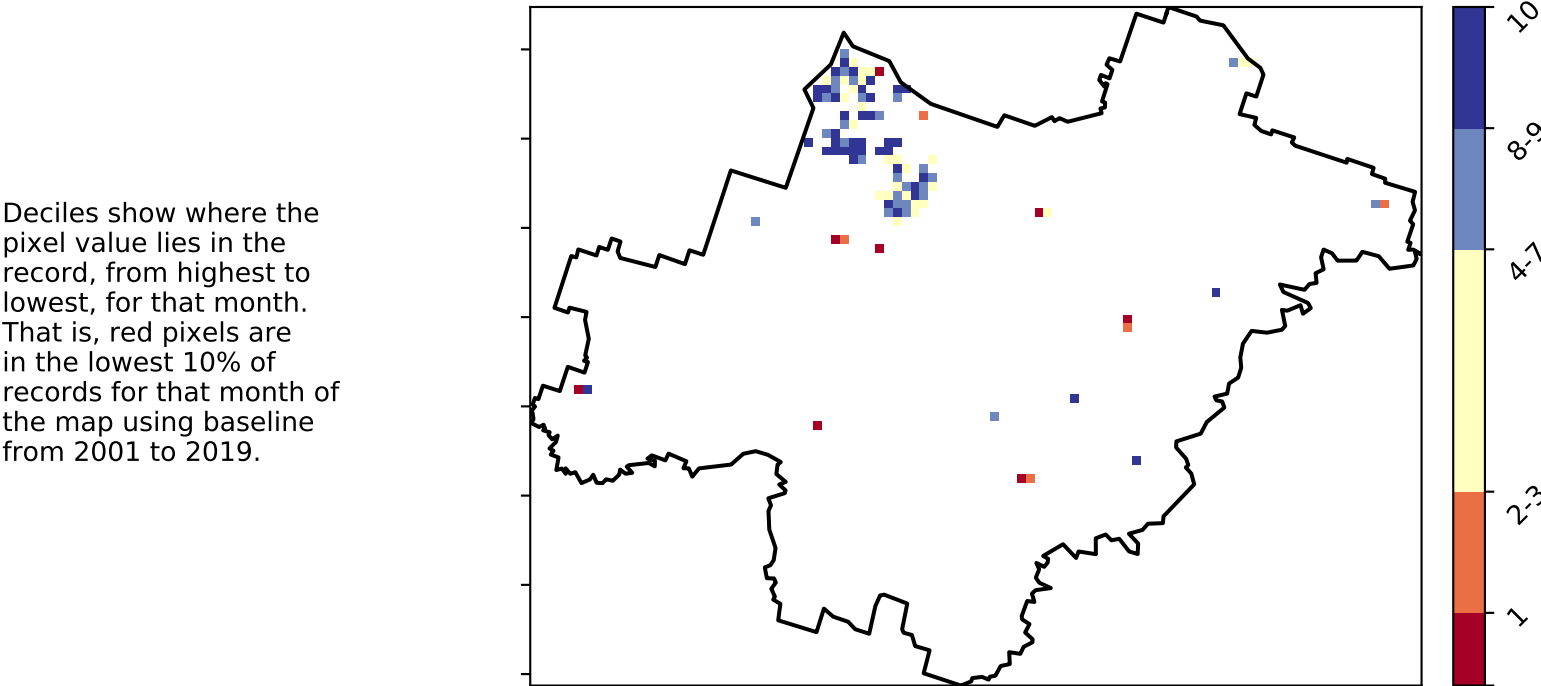 Deciles show where the
pixel value lies in the
record, from highest to
lowest, for that month.
That is, red pixels are
in the lowest 10% of
records for that month of
the map using baseline
from 2001 to 2019.
10
8-9
4-7
2-3
1